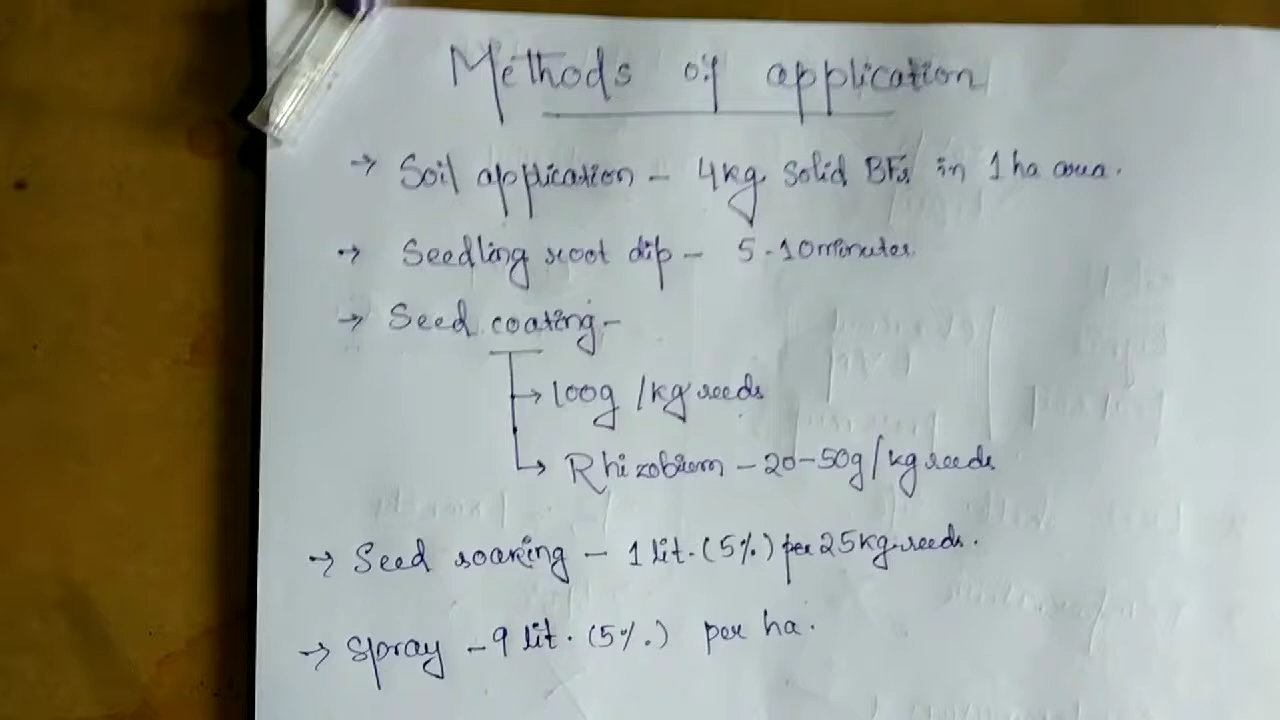 Methods of application
→ Soil application - 4kg solid BFs in 1 ha area.
→ Seedling root dip - 5-10 minutes.
→ Seed coating -
→ 100g /kg seeds
→ Rhizobium - 20-50g/kg seeds
→ Seed soaking - 1 lit. (5%) per 25kg seeds.
→ Spray - 9 lit. (5%) per ha.